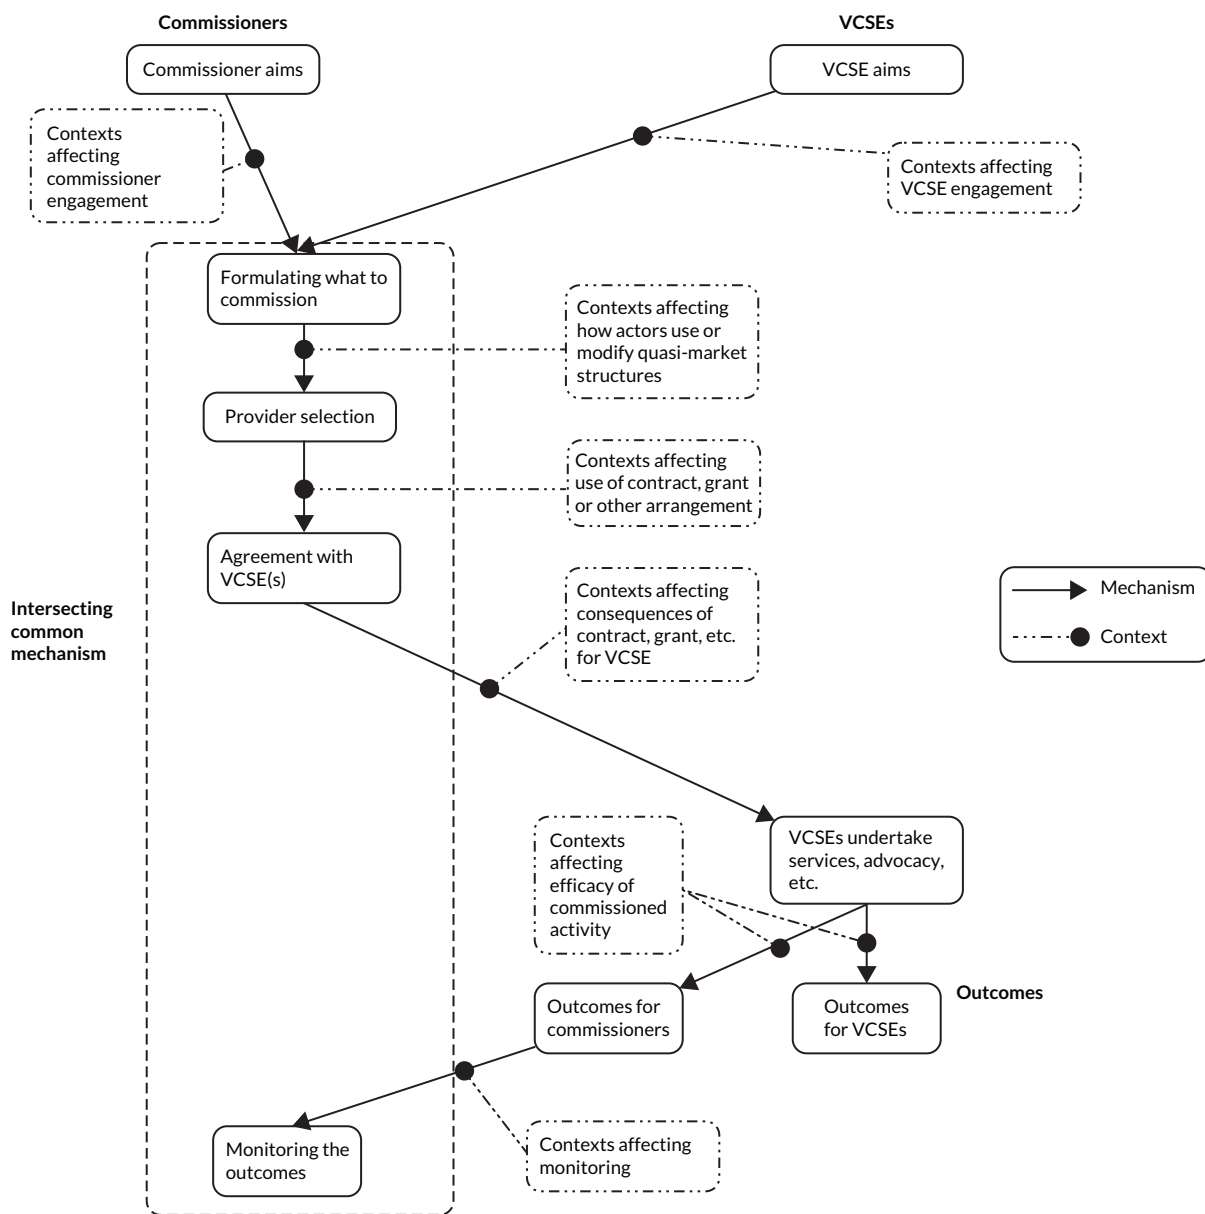 Commissioners
VCSEs
Commissioner aims
VCSE aims
Contexts
affecting
commissioner
engagement
Contexts affecting
VCSE engagement
Formulating what to
commission
Contexts affecting
how actors use or
modify quasi-market
structures
Provider selection
Contexts affecting
use of contract, grant
or other arrangement
Agreement with
VCSE(s)
Contexts affecting
consequences of
contract, grant, etc.
for VCSE
Intersecting
common
mechanism
Mechanism
Context
VCSEs undertake
services, advocacy,
etc.
Contexts
affecting
efficacy of
commissioned
activity
Outcomes for
commissioners
Outcomes
for VCSEs
Outcomes
Monitoring the
outcomes
Contexts affecting
monitoring